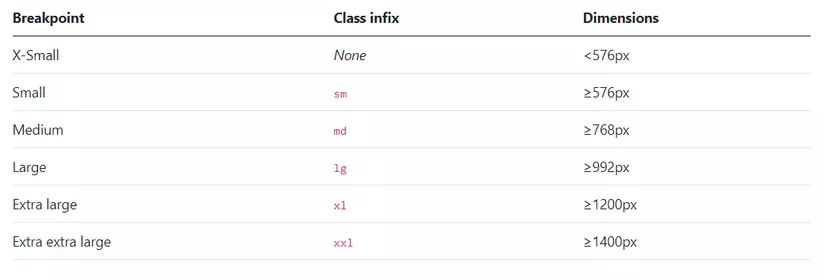 Breakpoint Class infix Dimensions
X-Small None <576px
Small sm ≥576px
Medium md ≥768px
Large lg ≥992px
Extra large xl ≥1200px
Extra extra large xxl ≥1400px